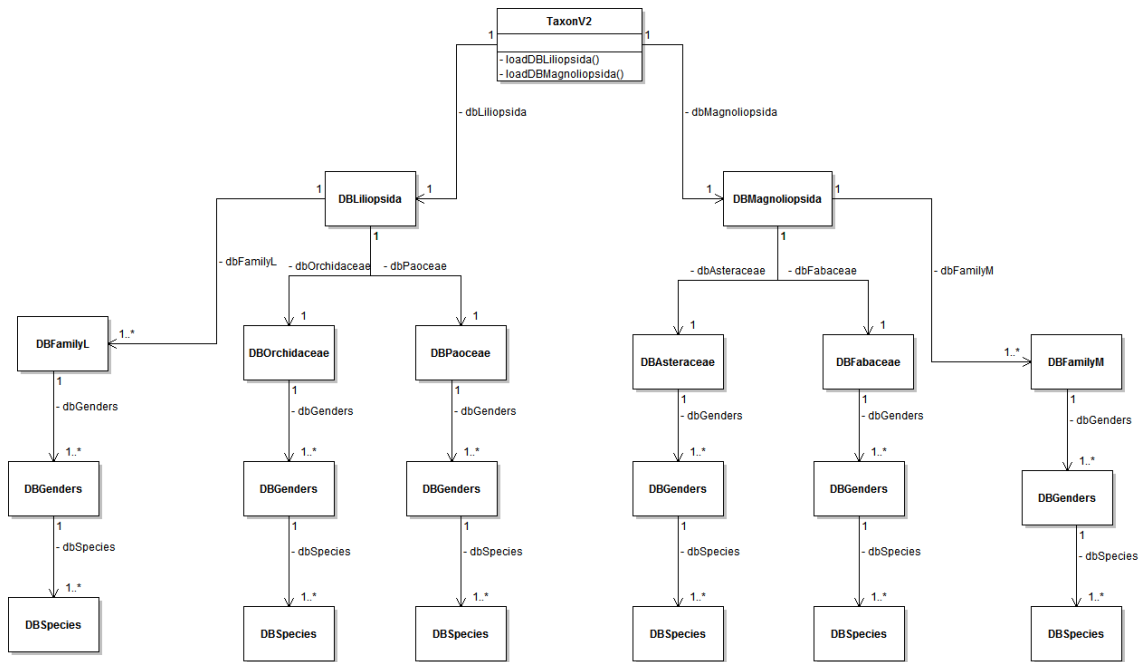 TaxonV2
1
1
- loadDBLiliopsida()
- loadDBMagnoliopsida()
- dbLiliopsida
- dbMagnoliopsida
1
DBLiliopsida
1
1
1
DBMagnoliopsida
1
1
- dbFamilyL
- dbOrchidaceae
- dbPaoceae
- dbAsteraceae
- dbFabaceae
- dbFamilyM
1..*
1
1
1
1
1..*
DBFamilyL
DBOrchidaceae
DBPaoceae
DBAsteraceae
DBFabaceae
DBFamilyM
1
1
1
1
1
1
- dbGenders
- dbGenders
- dbGenders
- dbGenders
- dbGenders
- dbGenders
1..*
1..*
1..*
1..*
1..*
1..*
DBGenders
DBGenders
DBGenders
DBGenders
DBGenders
DBGenders
1
1
1
1
1
1
- dbSpecies
- dbSpecies
- dbSpecies
- dbSpecies
- dbSpecies
- dbSpecies
1..*
1..*
1..*
1..*
1..*
1..*
DBSpecies
DBSpecies
DBSpecies
DBSpecies
DBSpecies
DBSpecies